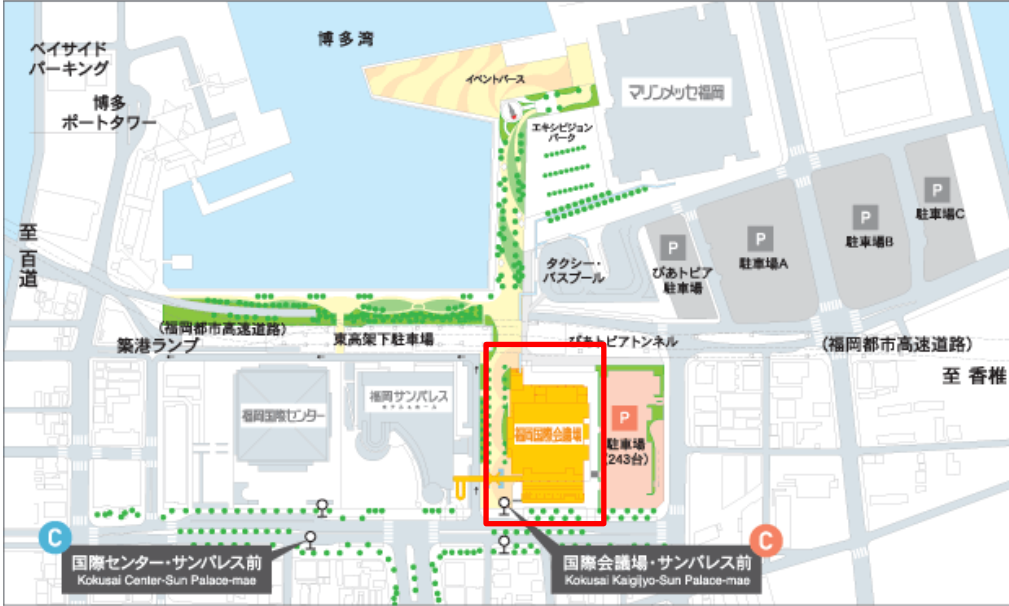 博多湾
ベイサイド
パーキング
博多
ポートタワー
イベントバース
マリンメッセ福岡
エキシビジョン
パーク
至
百
道
タクシー・
バスプール
P
ぴあトピア
駐車場
P
駐車場A
P
駐車場B
P
駐車場C
(福岡都市高速道路)
築港ランプ
東高架下駐車場
ぴあトピアトンネル
(福岡都市高速道路)
至 香椎
福岡国際センター
福岡サンパレス
ホテル&ホール
福岡国際会議場
P
駐車場
(243台)
C
国際センター・サンパレス前
Kokusai Center-Sun Palace-mae
C
国際会議場・サンパレス前
Kokusai Kaigijyo-Sun Palace-mae